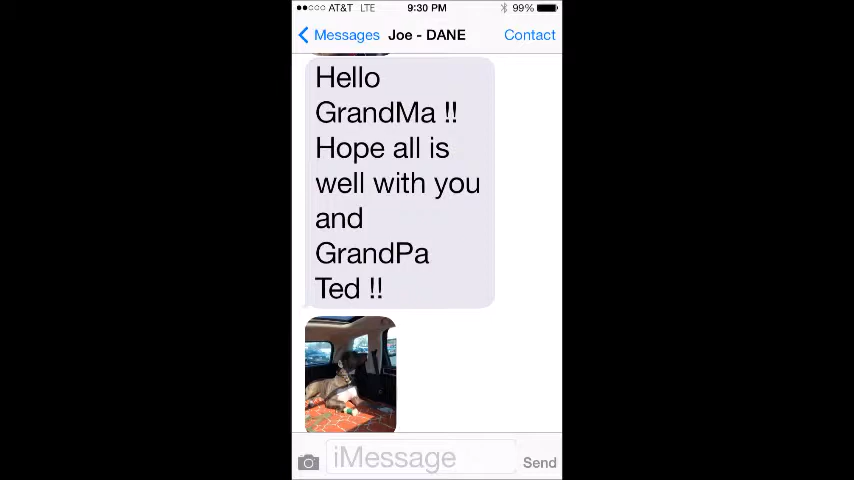 AT&T LTE 9:30 PM 99%
Messages Joe - DANE Contact
Hello
GrandMa !!
Hope all is
well with you
and
GrandPa
Ted !!
iMessage Send